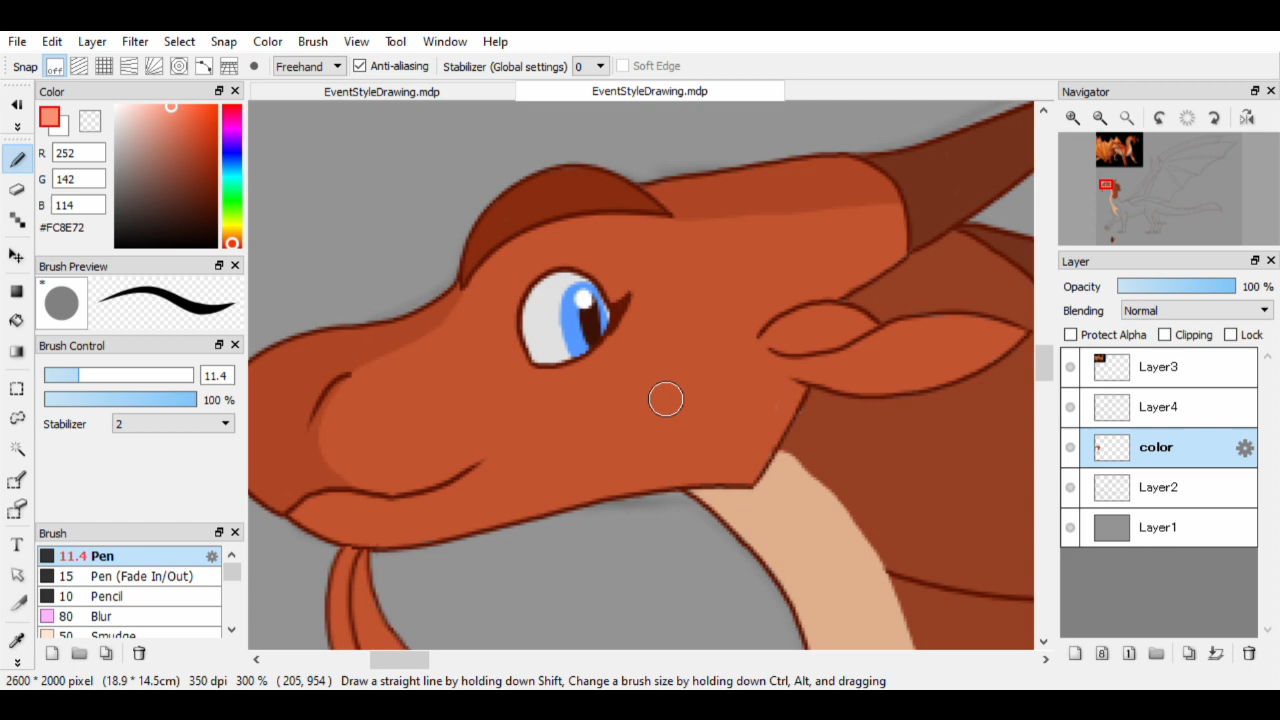 File Edit Layer Filter Select Snap Color Brush View Tool Window Help
Snap off Freehand Anti-aliasing Stabilizer (Global settings) 0 Soft Edge
Color
EventStyleDrawing.mdp EventStyleDrawing.mdp
Navigator
R 252
G 142
B 114
#FC8E72
Brush Preview
*
Brush Control
11.4
100 %
Stabilizer 2
Brush
11.4 Pen
15 Pen (Fade In/Out)
10 Pencil
80 Blur
50 Smudge
T
Layer
Opacity 100 %
Blending Normal
Protect Alpha Clipping Lock
Layer3
Layer4
color
Layer2
Layer1
8 1
2600 * 2000 pixel (18.9 * 14.5cm) 350 dpi 300 % ( 205, 954 ) Draw a straight line by holding down Shift, Change a brush size by holding down Ctrl, Alt, and dragging